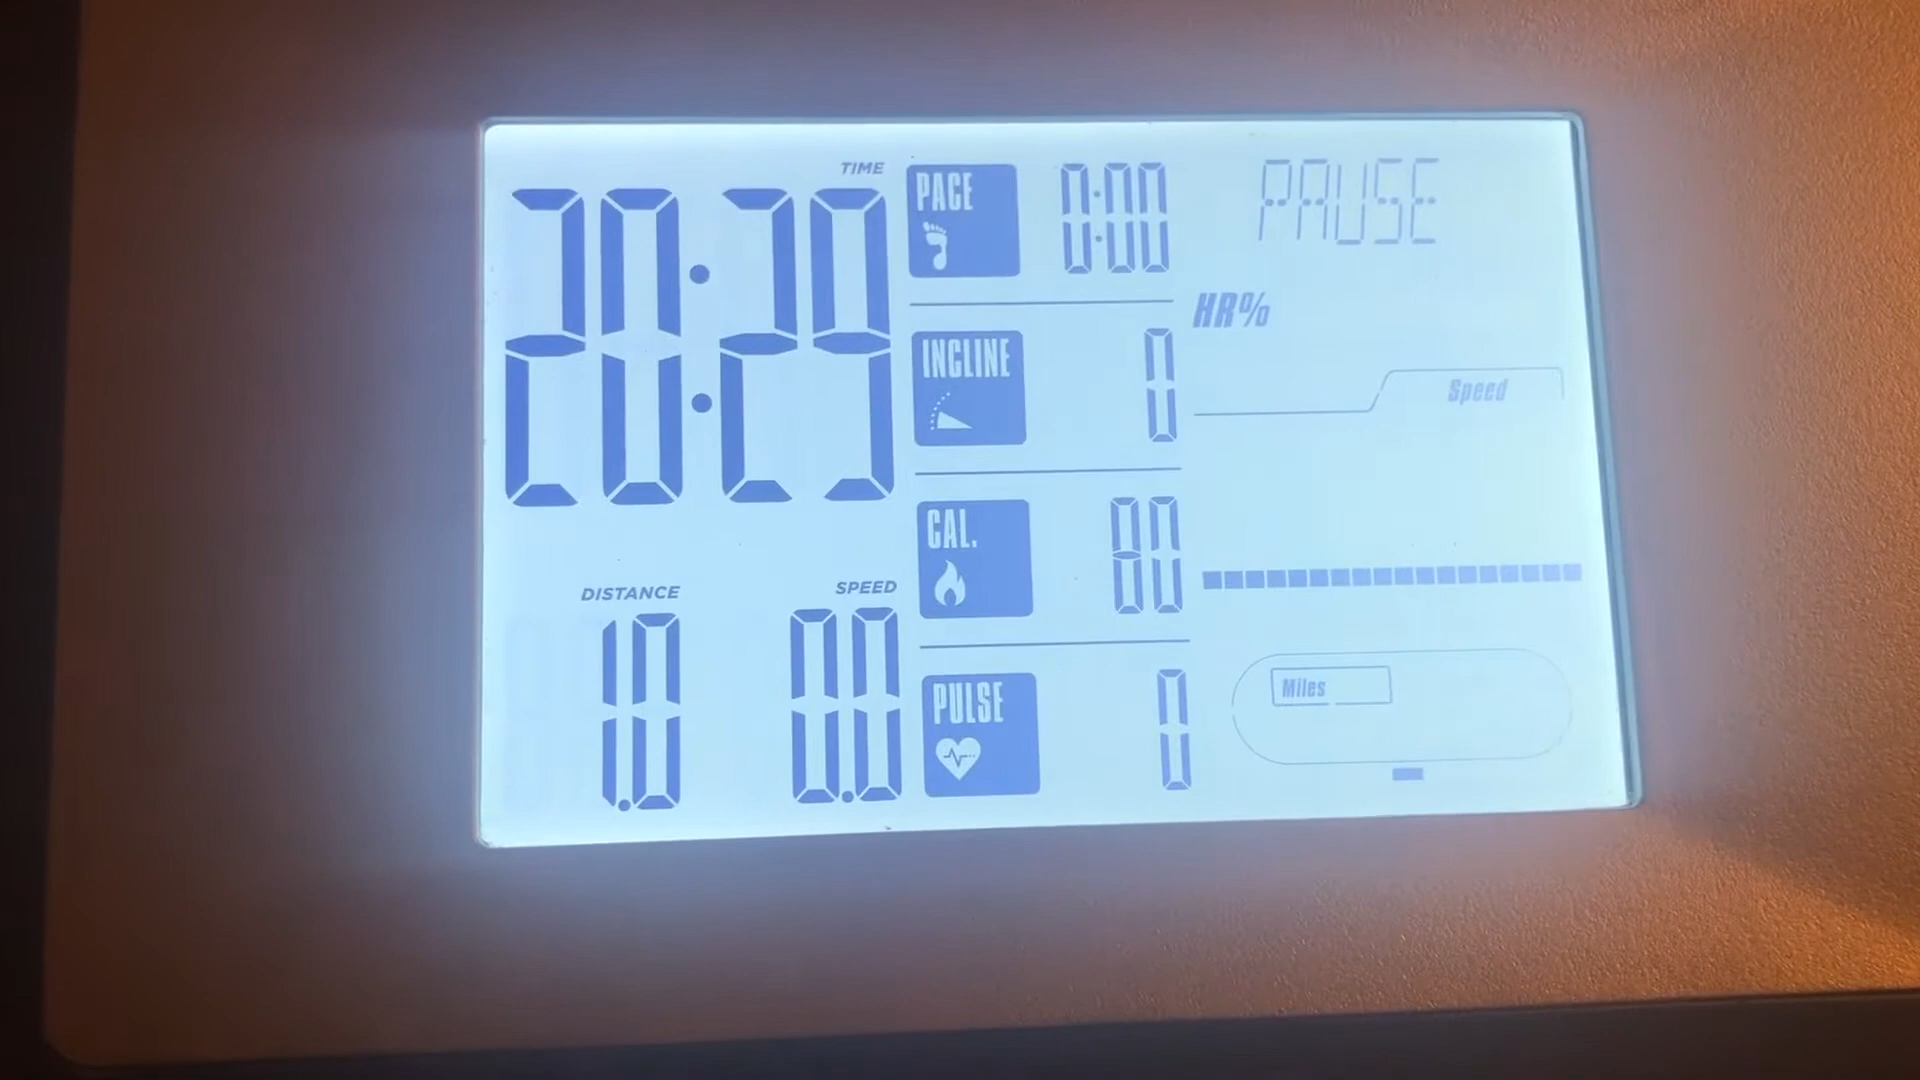 TIME
20:29
DISTANCE
1.0
SPEED
0.0
PACE
0:00
INCLINE
0
CAL.
80
PULSE
0
PAUSE
HR%
Speed
Miles